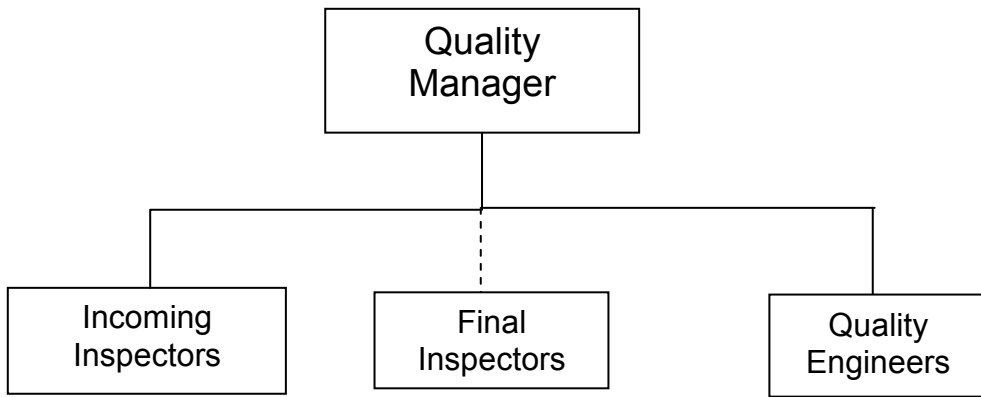 Quality
Manager
Incoming
Inspectors
Final
Inspectors
Quality
Engineers